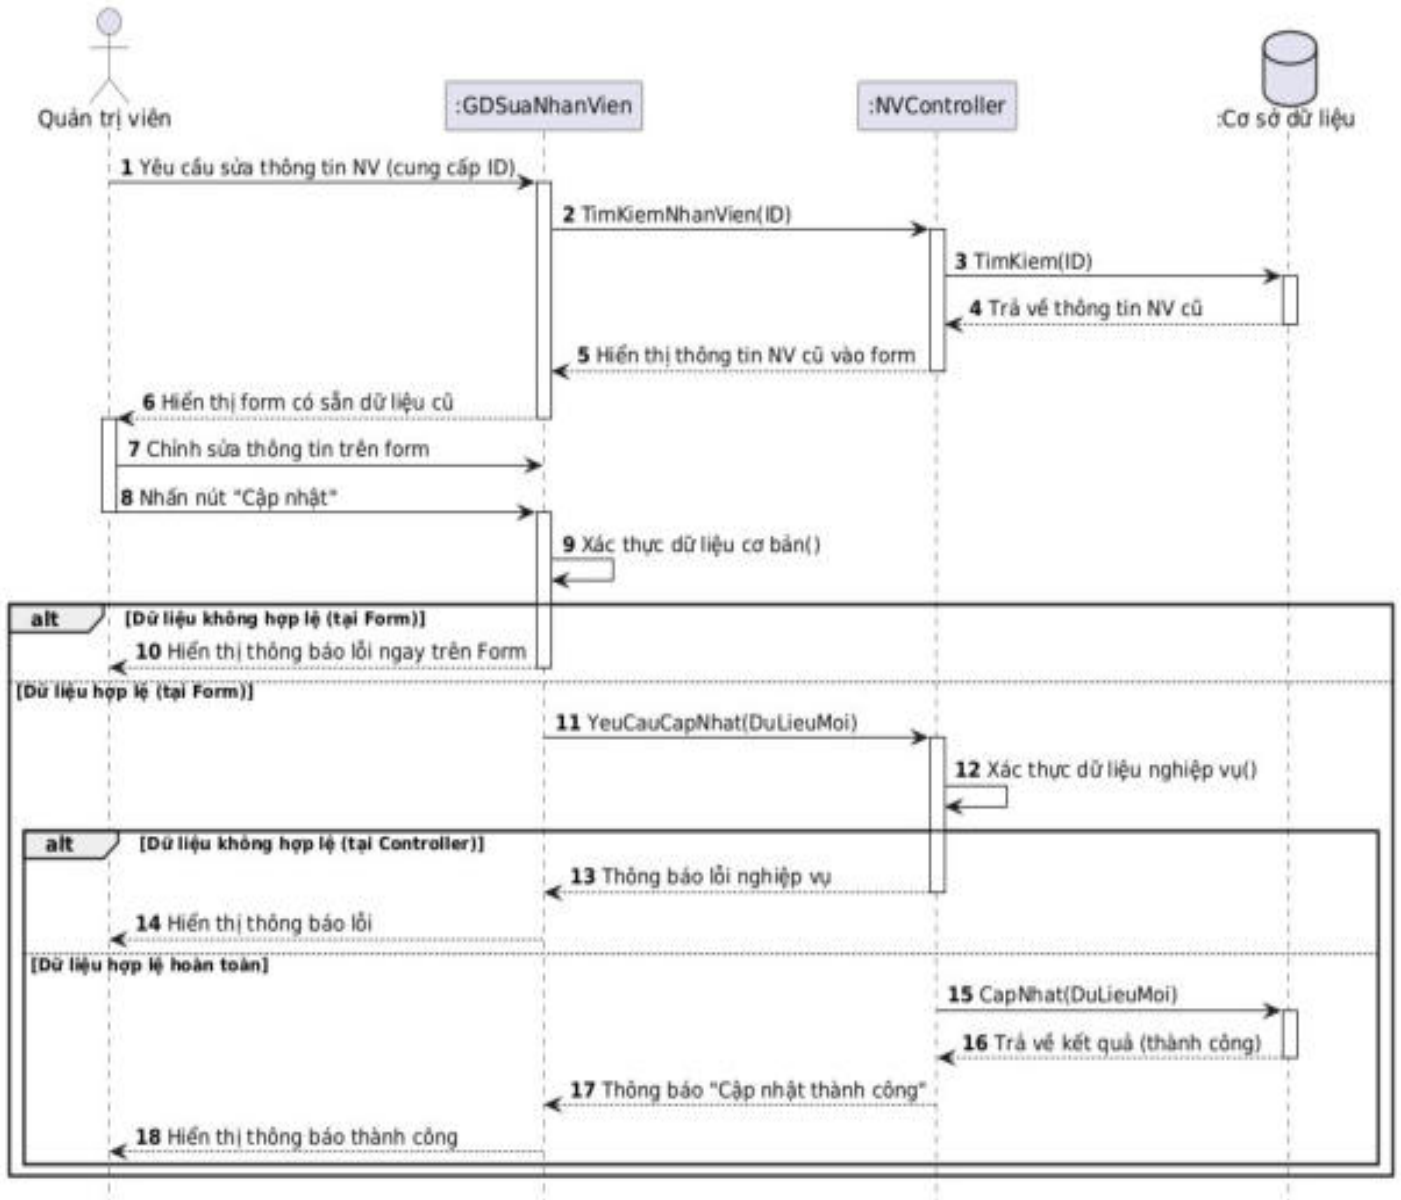 Quản trị viên
:GDSuaNhanVien
:NVController
:Cơ sở dữ liệu
1 Yêu cầu sửa thông tin NV (cung cấp ID)
2 TimKiemNhanVien(ID)
3 TimKiem(ID)
4 Trả về thông tin NV cũ
5 Hiển thị thông tin NV cũ vào form
6 Hiển thị form có sẵn dữ liệu cũ
7 Chỉnh sửa thông tin trên form
8 Nhấn nút "Cập nhật"
9 Xác thực dữ liệu cơ bản()
alt [Dữ liệu không hợp lệ (tại Form)]
10 Hiển thị thông báo lỗi ngay trên Form
[Dữ liệu hợp lệ (tại Form)]
11 YeuCauCapNhat(DuLieuMoi)
12 Xác thực dữ liệu nghiệp vụ()
alt [Dữ liệu không hợp lệ (tại Controller)]
13 Thông báo lỗi nghiệp vụ
14 Hiển thị thông báo lỗi
[Dữ liệu hợp lệ hoàn toàn]
15 CapNhat(DuLieuMoi)
16 Trả về kết quả (thành công)
17 Thông báo "Cập nhật thành công"
18 Hiển thị thông báo thành công